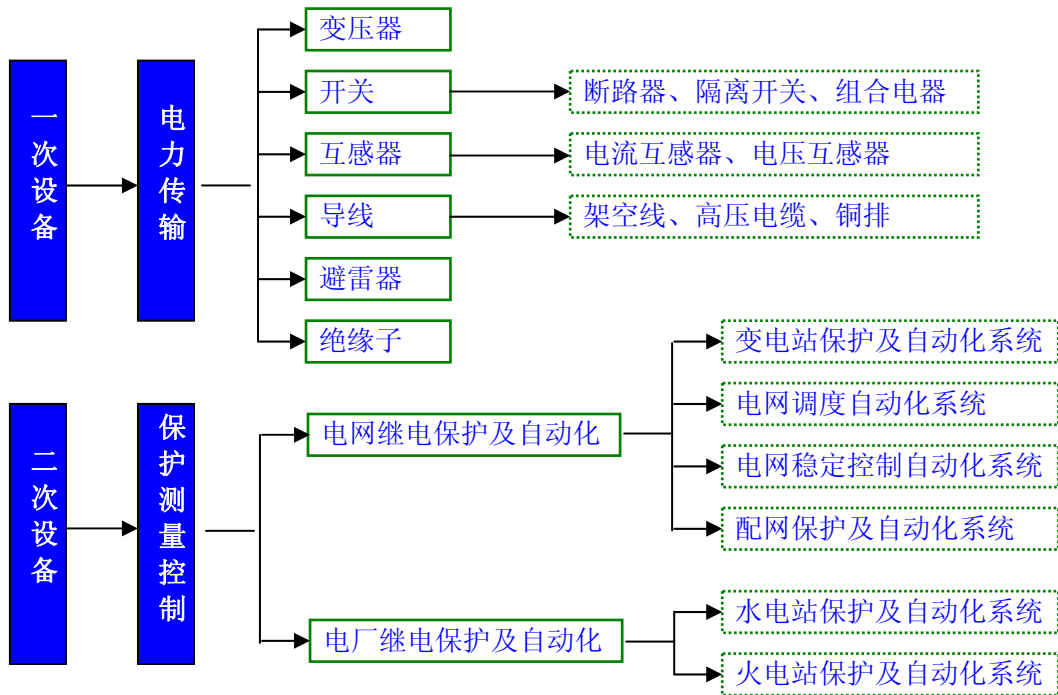 一次设备
电力传输
变压器
开关
断路器、隔离开关、组合电器
互感器
电流互感器、电压互感器
导线
架空线、高压电缆、铜排
避雷器
绝缘子
二次设备
保护测量控制
电网继电保护及自动化
变电站保护及自动化系统
电网调度自动化系统
电网稳定控制自动化系统
配网保护及自动化系统
电厂继电保护及自动化
水电站保护及自动化系统
火电站保护及自动化系统